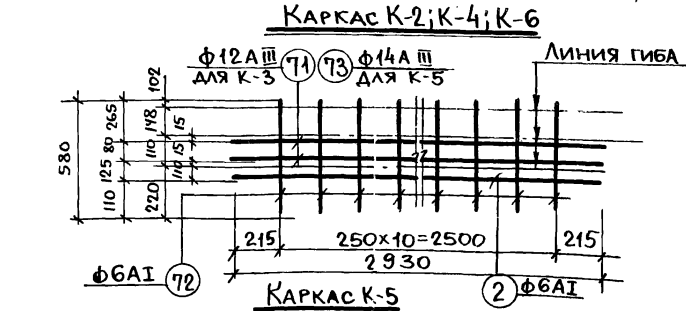 КАРКАС К-2; К-4; К-6
ф12АIII 71 73 ф14АIII
ДЛЯ К-3 ДЛЯ К-5
ЛИНИЯ ГИБА
102
265 148 15
580 80 110 15
125 110
110 220
215 250×10=2500 215
2930
ф6АI 72 2 ф6АI
КАРКАС К-5